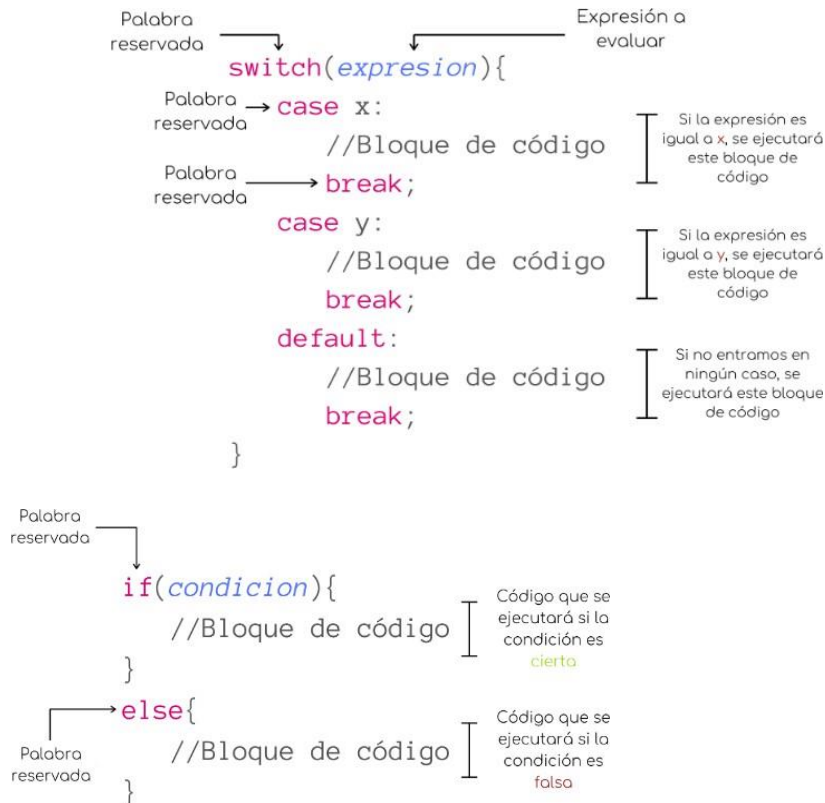 Palabra
reservada
Expresión a
evaluar
switch(expresion){
Palabra
reservada
case x:
//Bloque de código
Palabra
reservada
break;
Si la expresión es
igual a x, se ejecutará
este bloque de
código
case y:
//Bloque de código
break;
Si la expresión es
igual a y, se ejecutará
este bloque de
código
default:
//Bloque de código
break;
Si no entramos en
ningún caso, se
ejecutará este bloque
de código
}
Palabra
reservada
if(condicion){
//Bloque de código
}
Código que se
ejecutará si la
condición es
cierta
Palabra
reservada
else{
//Bloque de código
}
Código que se
ejecutará si la
condición es
falsa